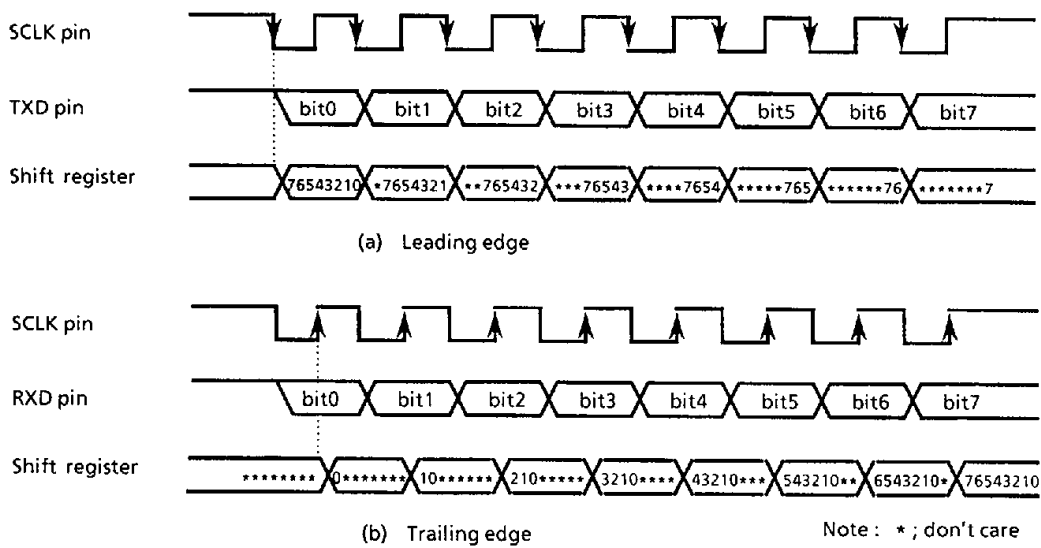 SCLK pin
TXD pin bit0 bit1 bit2 bit3 bit4 bit5 bit6 bit7
Shift register 76543210 *7654321 **765432 ***76543 ****7654 *****765 ******76 *******7
(a) Leading edge
SCLK pin
RXD pin bit0 bit1 bit2 bit3 bit4 bit5 bit6 bit7
Shift register ******** 0******* 10****** 210***** 3210**** 43210*** 543210** 6543210* 76543210
(b) Trailing edge
Note : * ; don't care